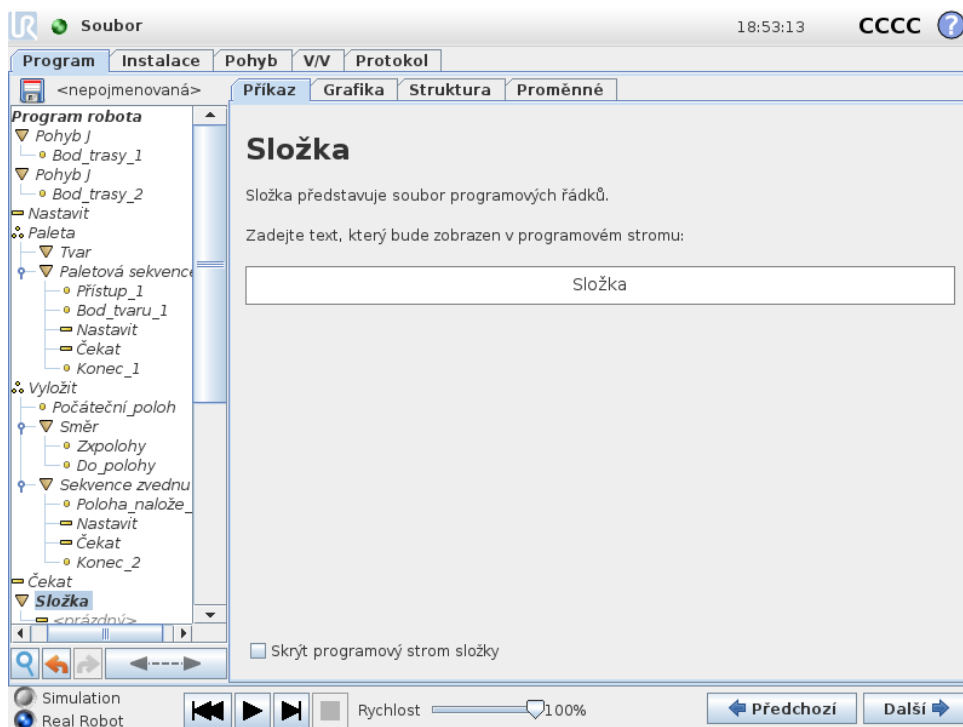 UR Soubor 18:53:13 CCCC ?
Program Instalace Pohyb V/V Protokol
<nepojmenovaná> Příkaz Grafika Struktura Proměnné
Program robota
Pohyb J
Bod_trasy_1
Pohyb J
Bod_trasy_2
Nastavit
Paleta
Tvar
Paletová sekvence
Přístup_1
Bod_tvaru_1
Nastavit
Čekat
Konec_1
Vyložit
Počáteční_poloh
Směr
Zxpolohy
Do_polohy
Sekvence zvednu
Poloha_nalože_
Nastavit
Čekat
Konec_2
Čekat
Složka
<prázdný>
Složka
Složka představuje soubor programových řádků.
Zadejte text, který bude zobrazen v programovém stromu:
Složka
Skrýt programový strom složky
Simulation
Real Robot
Rychlost 100%
Předchozí Další